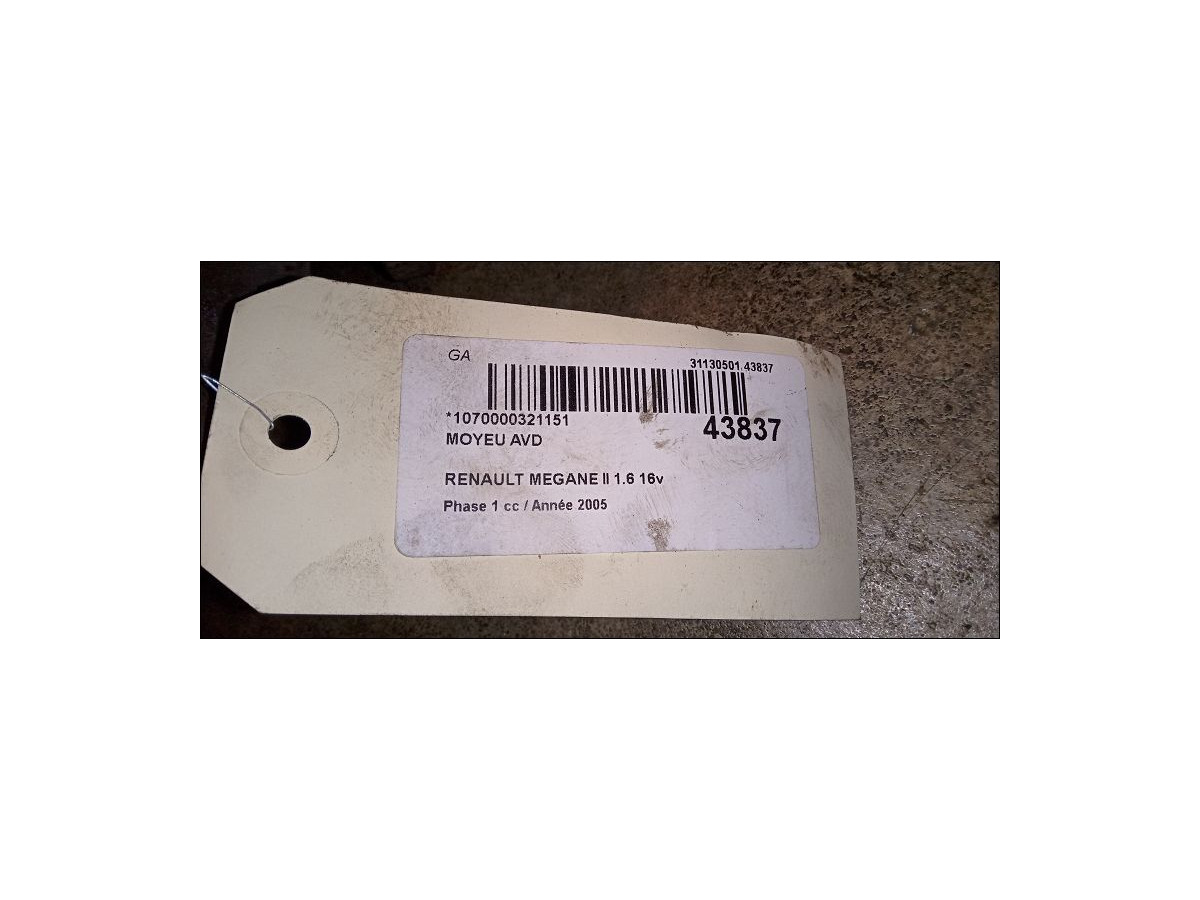 GA
31130501.43837
*1070000321151
43837
MOYEU AVD
RENAULT MEGANE II 1.6 16v
Phase 1 cc / Année 2005